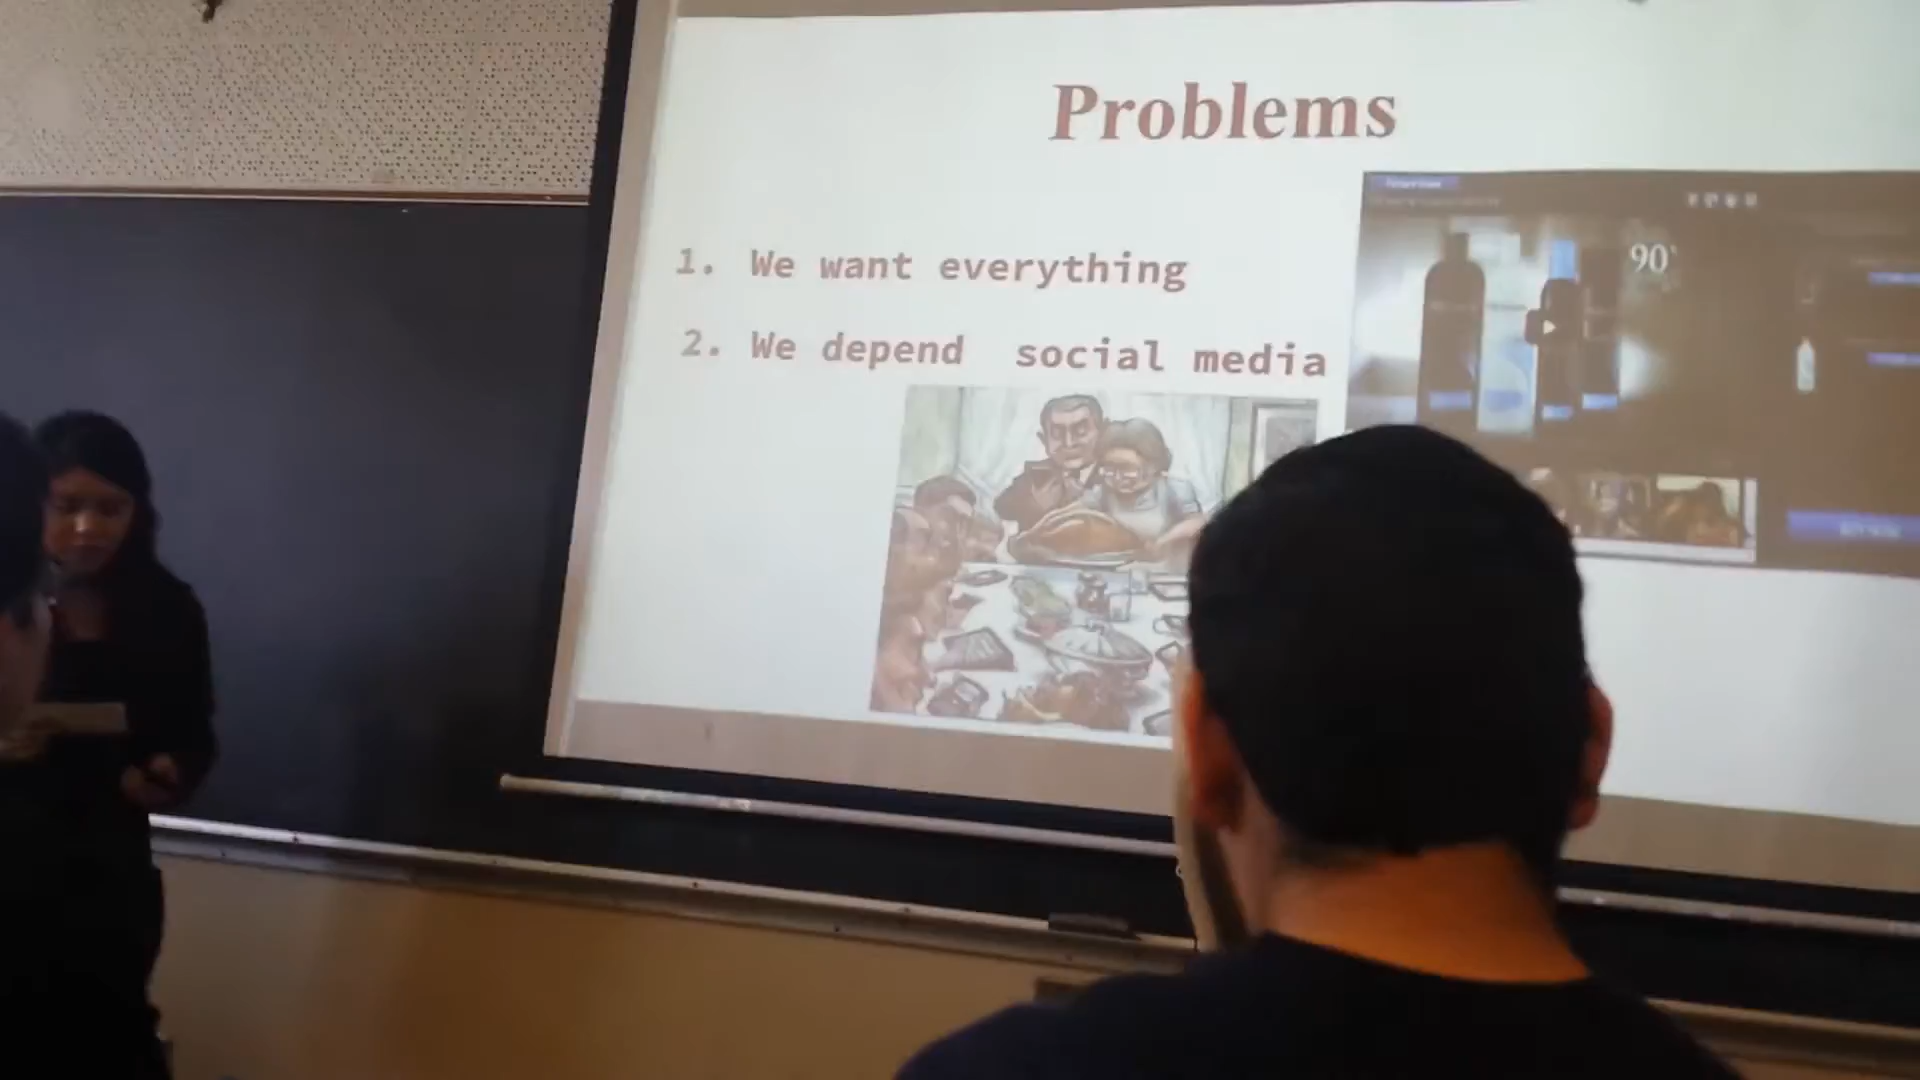 Problems
1. We want everything
2. We depend social media
90°